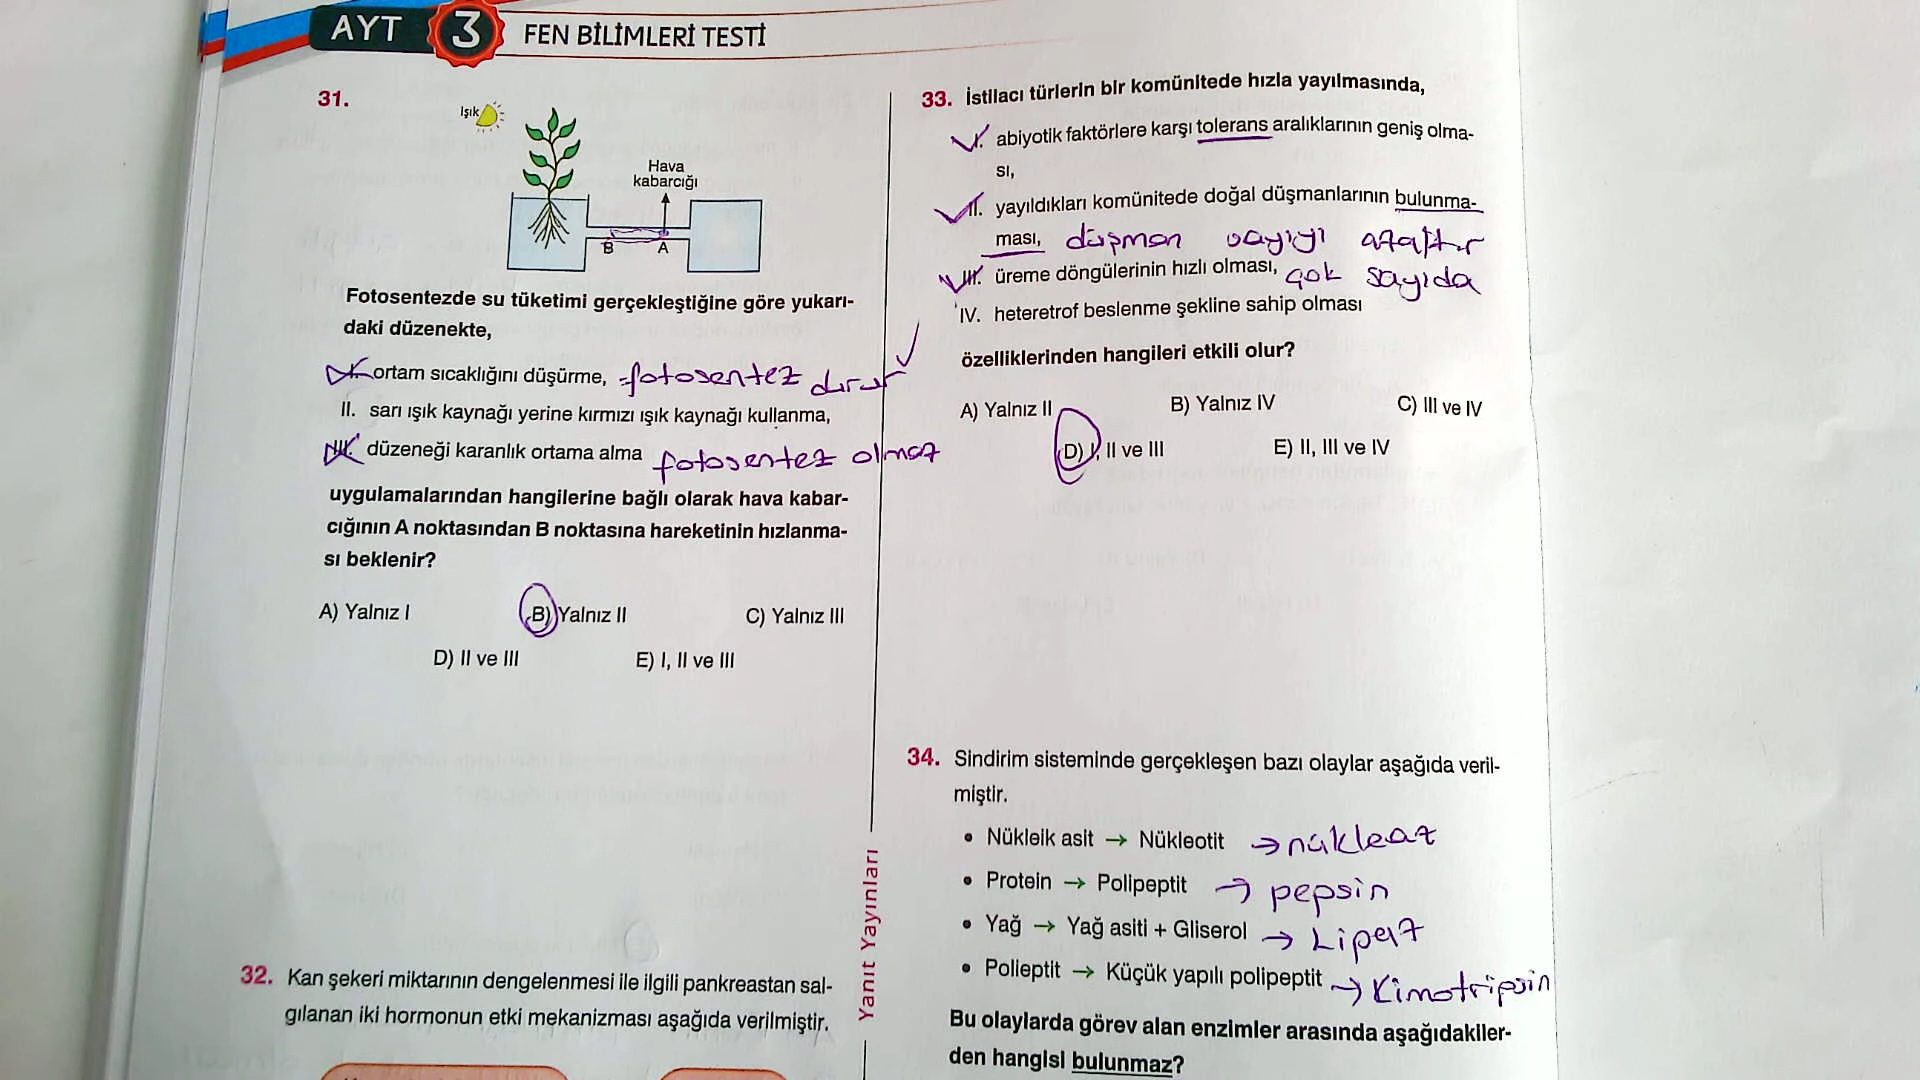 AYT 3 FEN BİLİMLERİ TESTİ
31.
Işık
Hava
kabarcığı
B A
Fotosentezde su tüketimi gerçekleştiğine göre yukarı-
daki düzenekte,
ortam sıcaklığını düşürme, fotosentez durur
II. sarı ışık kaynağı yerine kırmızı ışık kaynağı kullanma,
III. düzeneği karanlık ortama alma fotosentez olmaz
uygulamalarından hangilerine bağlı olarak hava kabar-
cığının A noktasından B noktasına hareketinin hızlanma-
sı beklenir?
A) Yalnız I B) Yalnız II C) Yalnız III
D) II ve III E) I, II ve III
32. Kan şekeri miktarının dengelenmesi ile ilgili pankreastan sal-
gılanan iki hormonun etki mekanizması aşağıda verilmiştir.
Yanıt Yayınları
33. İstilacı türlerin bir komünitede hızla yayılmasında,
I. abiyotik faktörlere karşı tolerans aralıklarının geniş olma-
sı,
II. yayıldıkları komünitede doğal düşmanlarının bulunma-
ması, düşman sayıyı azaltır
III. üreme döngülerinin hızlı olması, çok sayıda
IV. heteretrof beslenme şekline sahip olması
özelliklerinden hangileri etkili olur?
A) Yalnız II B) Yalnız IV C) III ve IV
D) I, II ve III E) II, III ve IV
34. Sindirim sisteminde gerçekleşen bazı olaylar aşağıda veril-
miştir.
• Nükleik asit → Nükleotit → nükleaz
• Protein → Polipeptit → pepsin
• Yağ → Yağ asiti + Gliserol → Lipaz
• Polieptit → Küçük yapılı polipeptit → Kimotripsin
Bu olaylarda görev alan enzimler arasında aşağıdakiler-
den hangisi bulunmaz?